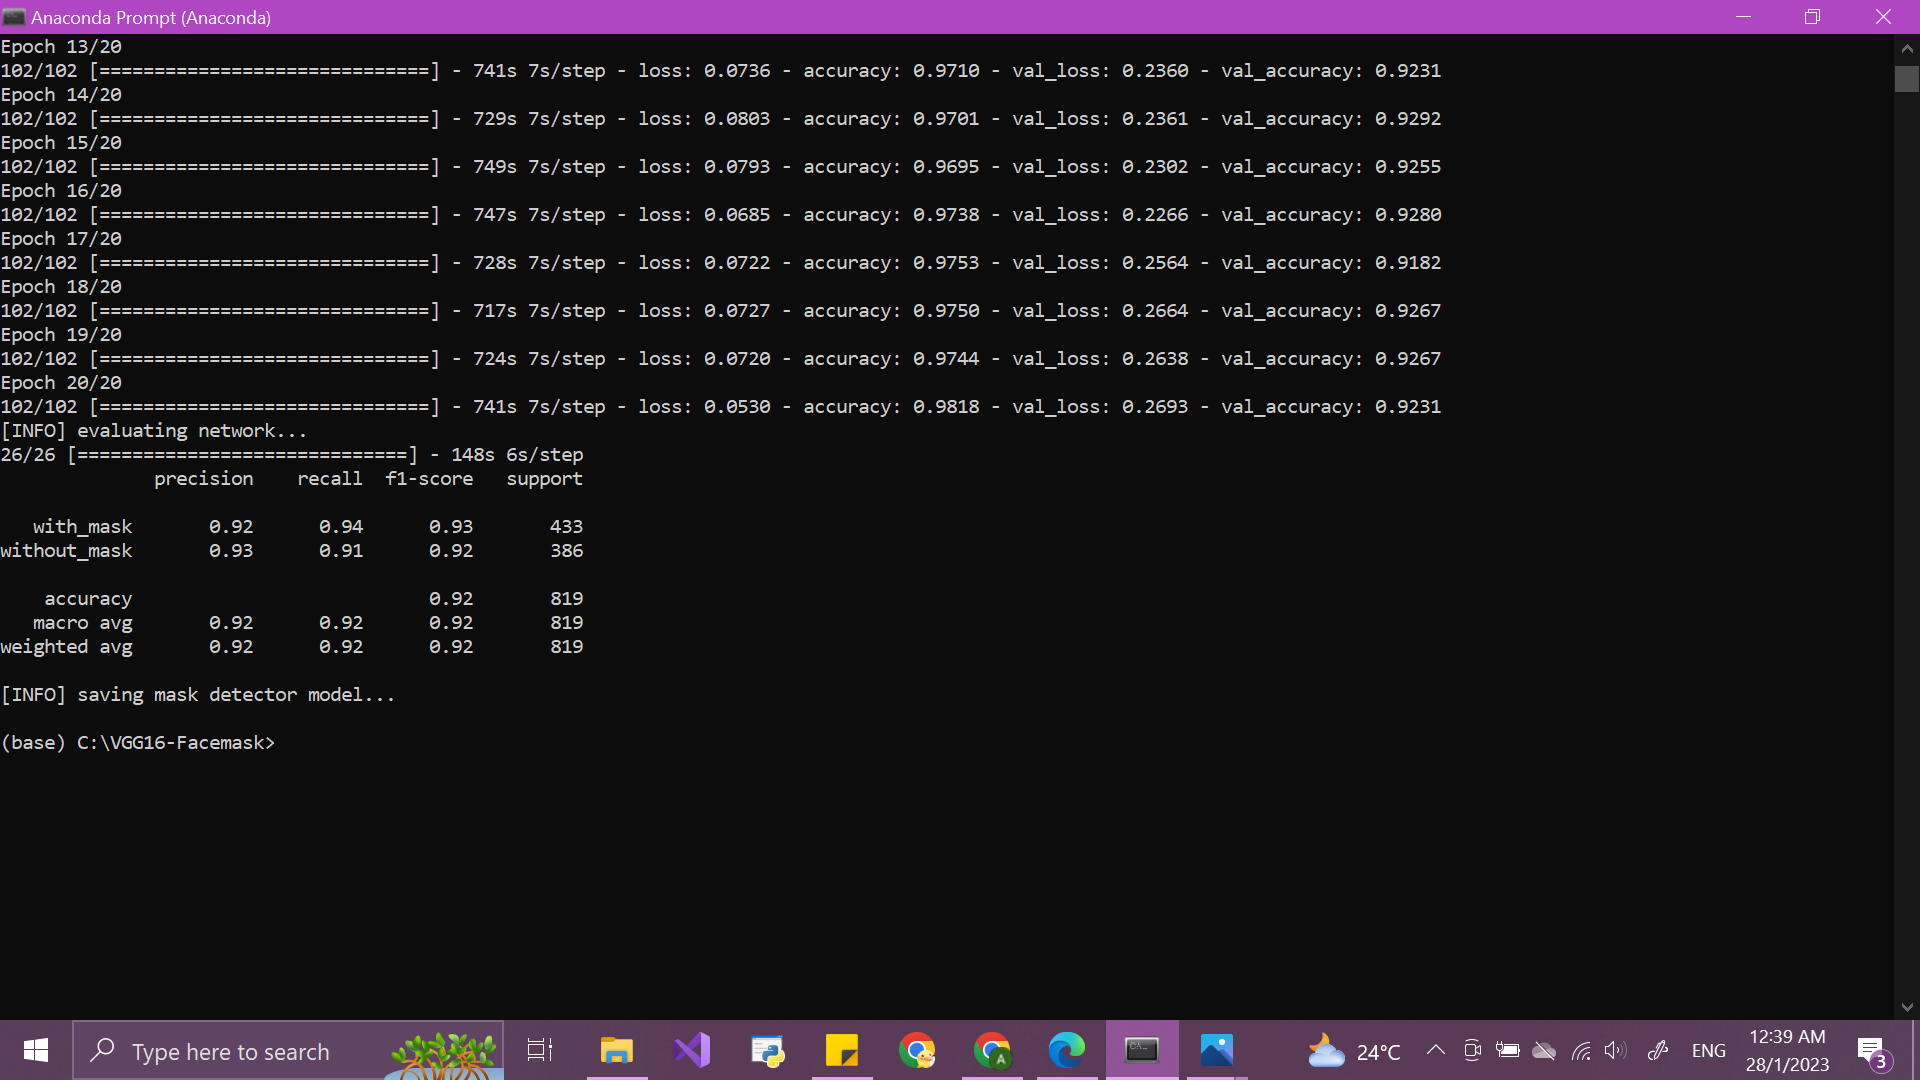 Anaconda Prompt (Anaconda)
Epoch 13/20
102/102 [==============================] - 741s 7s/step - loss: 0.0736 - accuracy: 0.9710 - val_loss: 0.2360 - val_accuracy: 0.9231
Epoch 14/20
102/102 [==============================] - 729s 7s/step - loss: 0.0803 - accuracy: 0.9701 - val_loss: 0.2361 - val_accuracy: 0.9292
Epoch 15/20
102/102 [==============================] - 749s 7s/step - loss: 0.0793 - accuracy: 0.9695 - val_loss: 0.2302 - val_accuracy: 0.9255
Epoch 16/20
102/102 [==============================] - 747s 7s/step - loss: 0.0685 - accuracy: 0.9738 - val_loss: 0.2266 - val_accuracy: 0.9280
Epoch 17/20
102/102 [==============================] - 728s 7s/step - loss: 0.0722 - accuracy: 0.9753 - val_loss: 0.2564 - val_accuracy: 0.9182
Epoch 18/20
102/102 [==============================] - 717s 7s/step - loss: 0.0727 - accuracy: 0.9750 - val_loss: 0.2664 - val_accuracy: 0.9267
Epoch 19/20
102/102 [==============================] - 724s 7s/step - loss: 0.0720 - accuracy: 0.9744 - val_loss: 0.2638 - val_accuracy: 0.9267
Epoch 20/20
102/102 [==============================] - 741s 7s/step - loss: 0.0530 - accuracy: 0.9818 - val_loss: 0.2693 - val_accuracy: 0.9231
[INFO] evaluating network...
26/26 [==============================] - 148s 6s/step
precision recall f1-score support
with_mask 0.92 0.94 0.93 433
without_mask 0.93 0.91 0.92 386
accuracy 0.92 819
macro avg 0.92 0.92 0.92 819
weighted avg 0.92 0.92 0.92 819
[INFO] saving mask detector model...
(base) C:\VGG16-Facemask>
Type here to search
A
24°C
ENG
12:39 AM
28/1/2023
3